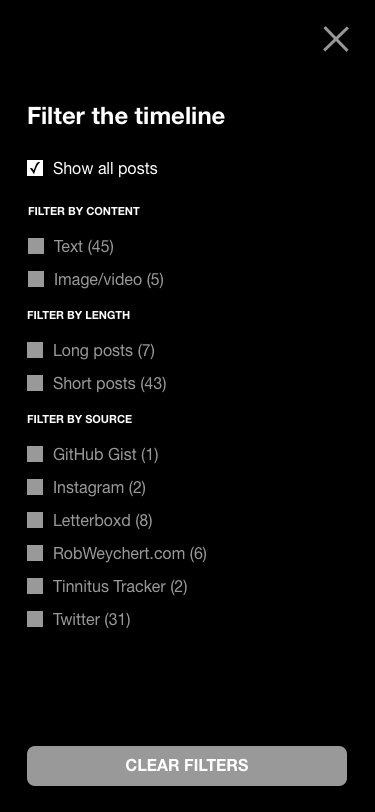 Filter the timeline
Show all posts
FILTER BY CONTENT
Text (45)
Image/video (5)
FILTER BY LENGTH
Long posts (7)
Short posts (43)
FILTER BY SOURCE
GitHub Gist (1)
Instagram (2)
Letterboxd (8)
RobWeychert.com (6)
Tinnitus Tracker (2)
Twitter (31)
CLEAR FILTERS